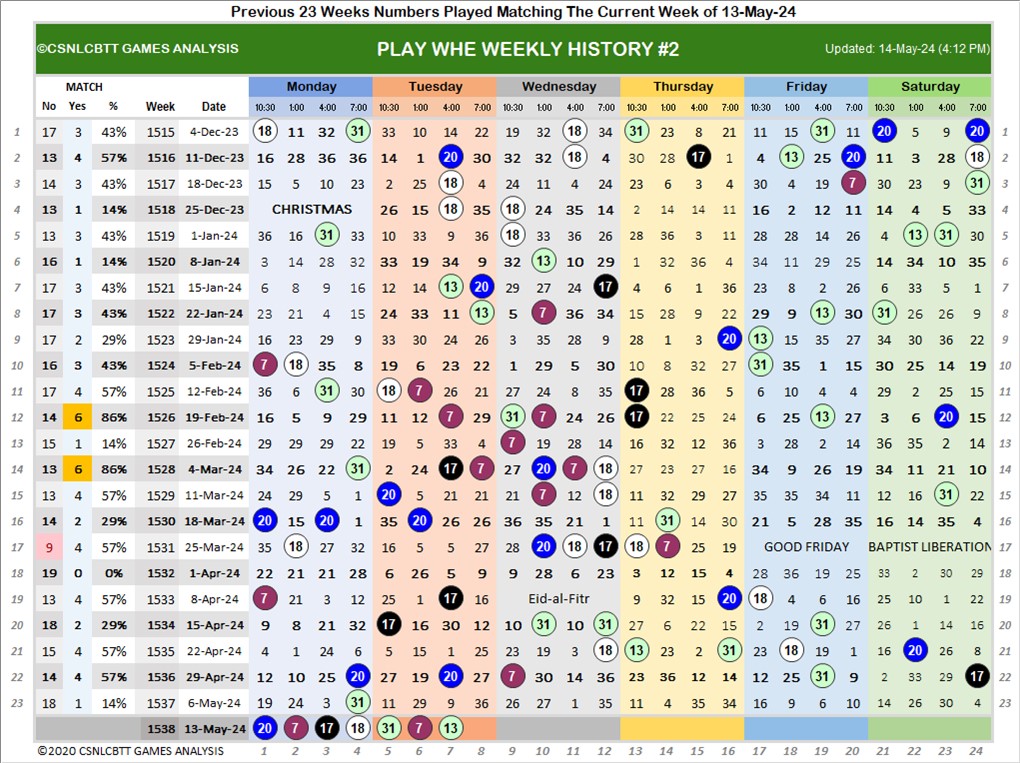 Previous 23 Weeks Numbers Played Matching The Current Week of 13-May-24
©CSNLCBTT GAMES ANALYSIS PLAY WHE WEEKLY HISTORY #2 Updated: 14-May-24 (4:12 PM)
MATCH Monday Tuesday Wednesday Thursday Friday Saturday
No Yes % Week Date 10:30 1:00 4:00 7:00 10:30 1:00 4:00 7:00 10:30 1:00 4:00 7:00 10:30 1:00 4:00 7:00 10:30 1:00 4:00 7:00 10:30 1:00 4:00 7:00
1 17 3 43% 1515 4-Dec-23 18 11 32 31 33 10 14 22 19 32 18 34 31 23 8 21 11 15 31 11 20 5 9 20 1
2 13 4 57% 1516 11-Dec-23 16 28 36 36 14 1 20 30 32 32 18 4 30 28 17 1 4 13 25 20 11 3 28 18 2
3 14 3 43% 1517 18-Dec-23 15 5 10 23 2 25 18 4 24 11 4 24 23 6 3 4 30 4 19 7 30 23 9 31 3
4 13 1 14% 1518 25-Dec-23 CHRISTMAS 26 15 18 35 18 24 35 14 2 14 14 11 16 2 12 11 14 4 5 33 4
5 13 3 43% 1519 1-Jan-24 36 16 31 33 10 33 9 36 18 33 36 26 28 36 3 11 28 28 14 26 4 13 31 30 5
6 16 1 14% 1520 8-Jan-24 3 14 28 32 33 19 34 9 32 13 10 29 1 32 36 4 34 11 29 25 14 34 10 35 6
7 17 3 43% 1521 15-Jan-24 6 8 9 16 12 14 13 20 29 27 24 17 4 6 1 36 23 8 2 26 6 33 5 1 7
8 17 3 43% 1522 22-Jan-24 23 21 4 15 24 33 11 13 5 7 36 34 15 28 9 22 29 9 13 30 31 26 26 9 8
9 17 2 29% 1523 29-Jan-24 16 23 29 9 33 30 24 26 3 35 28 9 28 1 3 20 13 15 35 27 34 30 36 22 9
10 16 3 43% 1524 5-Feb-24 7 18 35 8 19 6 23 22 1 29 5 30 10 8 32 27 31 35 1 15 30 25 14 19 10
11 17 4 57% 1525 12-Feb-24 6 36 31 30 18 7 26 21 27 24 8 35 17 28 36 5 6 10 4 4 29 2 25 15 11
12 14 6 86% 1526 19-Feb-24 16 5 9 29 11 12 7 29 31 7 24 26 17 22 25 24 6 25 13 27 3 6 20 15 12
13 15 1 14% 1527 26-Feb-24 29 29 29 22 19 5 33 4 7 19 28 14 16 32 12 36 3 28 2 14 36 35 2 14 13
14 13 6 86% 1528 4-Mar-24 34 26 22 31 2 24 17 7 27 20 7 18 27 23 27 16 34 9 26 19 34 11 21 10 14
15 13 4 57% 1529 11-Mar-24 24 29 5 1 20 5 21 21 21 7 12 18 11 32 29 27 35 35 34 11 12 16 31 22 15
16 14 2 29% 1530 18-Mar-24 20 15 20 1 35 20 26 26 36 35 21 1 11 31 14 30 21 5 28 35 16 14 35 4 16
17 9 4 57% 1531 25-Mar-24 35 18 27 32 16 5 5 27 28 20 18 17 18 7 25 19 GOOD FRIDAY BAPTIST LIBERATION 17
18 19 0 0% 1532 1-Apr-24 22 21 21 28 6 26 5 9 9 28 6 23 3 12 15 4 28 36 19 25 33 2 30 29 18
19 13 4 57% 1533 8-Apr-24 7 21 3 12 25 1 17 16 Eid-al-Fitr 9 32 15 20 18 4 6 16 25 10 1 22 19
20 18 2 29% 1534 15-Apr-24 9 8 21 32 17 16 30 12 10 31 10 31 27 6 22 15 2 19 31 27 26 1 14 16 20
21 15 4 57% 1535 22-Apr-24 4 1 24 6 5 15 1 25 23 19 3 18 13 23 2 31 23 18 21 14 16 20 26 8 21
22 14 4 57% 1536 29-Apr-24 12 10 25 20 27 19 20 27 7 30 14 36 23 36 12 14 12 25 31 9 2 33 29 17 22
23 18 1 14% 1537 6-May-24 19 24 3 31 11 29 9 36 26 27 1 35 11 4 35 34 16 9 6 10 14 26 30 4 23
1538 13-May-24 20 7 17 18 31 7 13
©2020 CSNLCBTT GAMES ANALYSIS 1 2 3 4 5 6 7 8 9 10 11 12 13 14 15 16 17 18 19 20 21 22 23 24